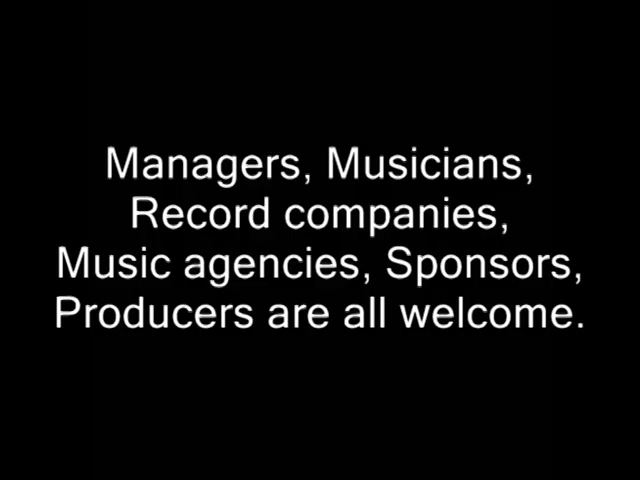 Managers, Musicians,
Record companies,
Music agencies, Sponsors,
Producers are all welcome.